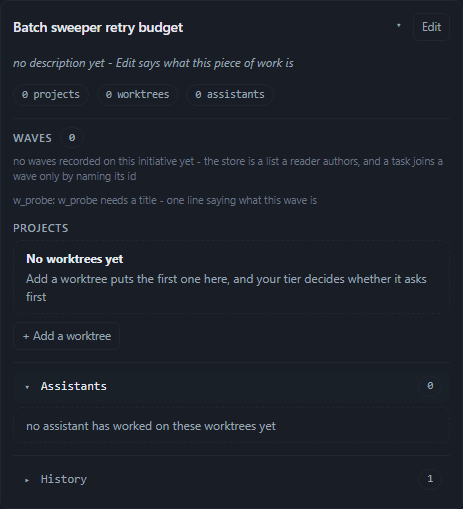 Batch sweeper retry budget
Edit
no description yet - Edit says what this piece of work is
0 projects
0 worktrees
0 assistants
WAVES 0
no waves recorded on this initiative yet - the store is a list a reader authors, and a task joins a
wave only by naming its id
w_probe: w_probe needs a title - one line saying what this wave is
PROJECTS
No worktrees yet
Add a worktree puts the first one here, and your tier decides whether it asks
first
+ Add a worktree
Assistants 0
no assistant has worked on these worktrees yet
History 1